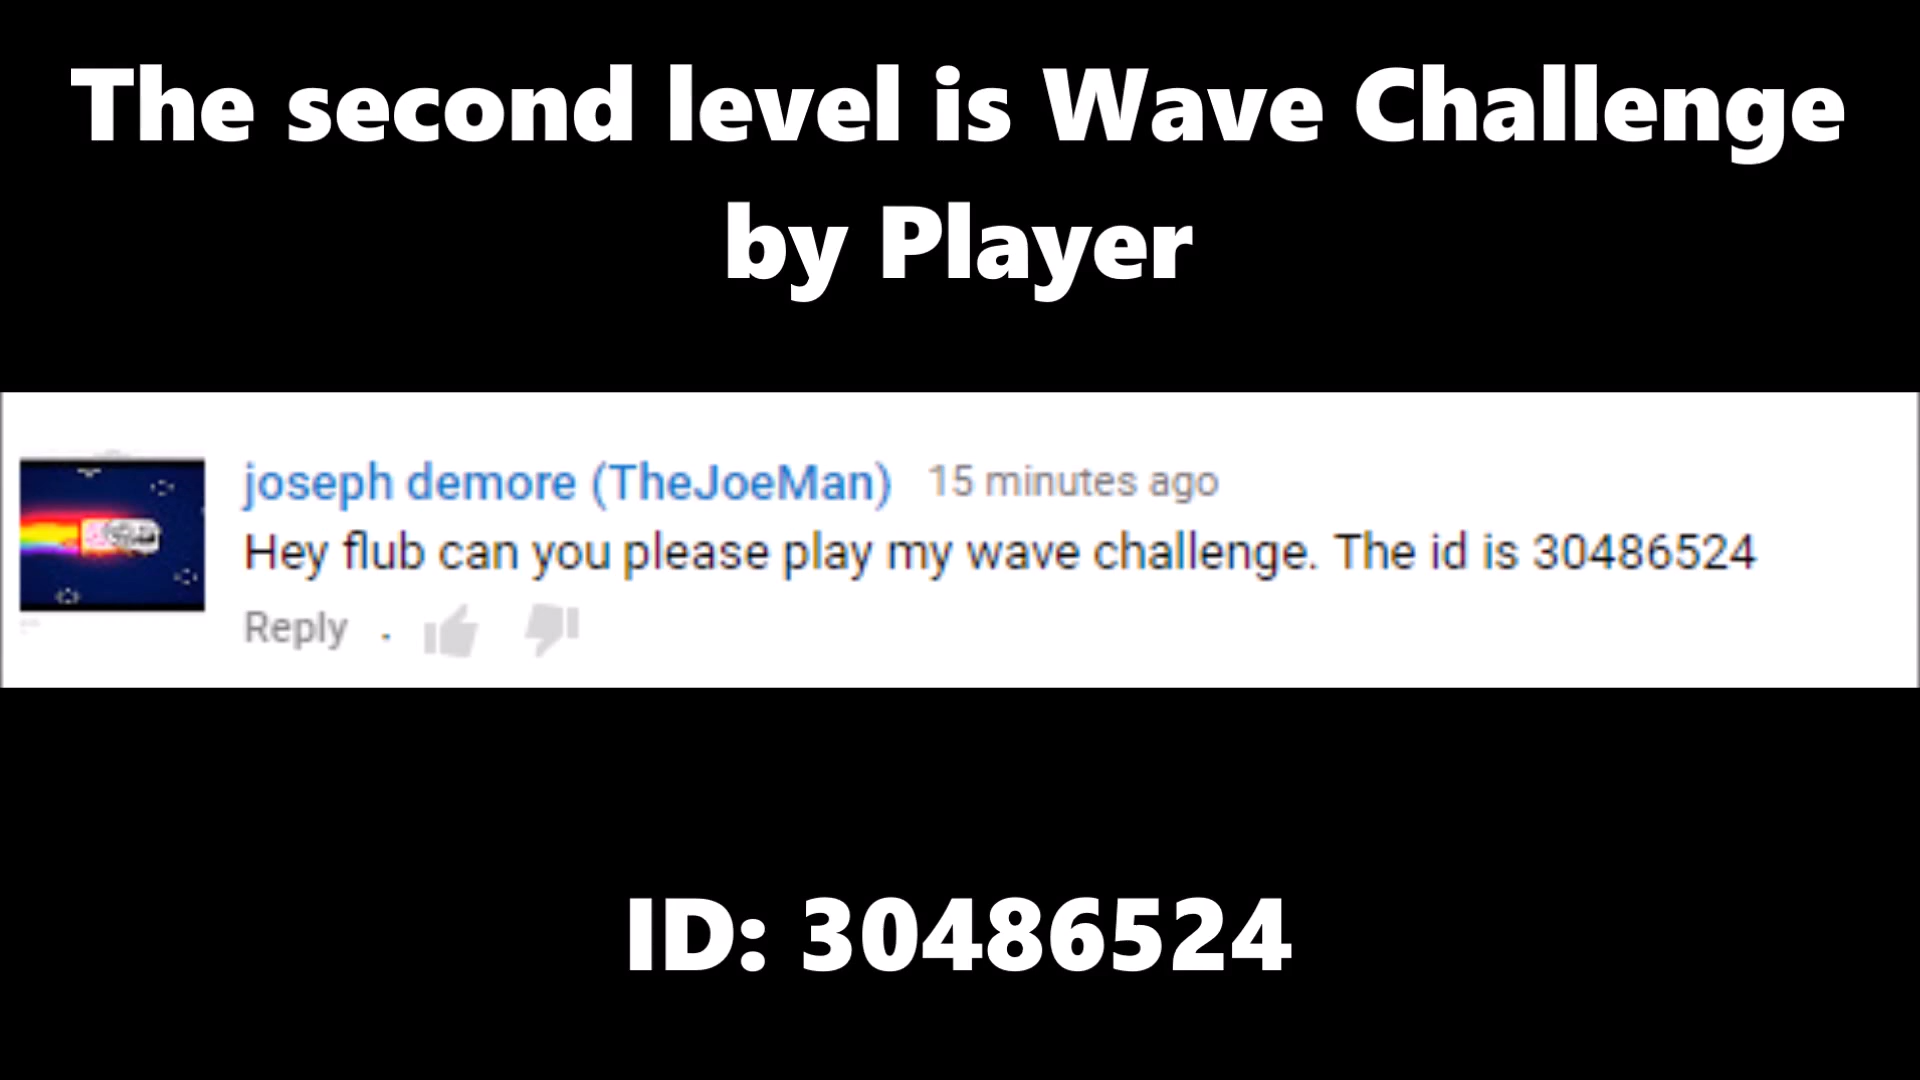 The second level is Wave Challenge
by Player
joseph demore (TheJoeMan) 15 minutes ago
Hey flub can you please play my wave challenge. The id is 30486524
Reply .
ID: 30486524